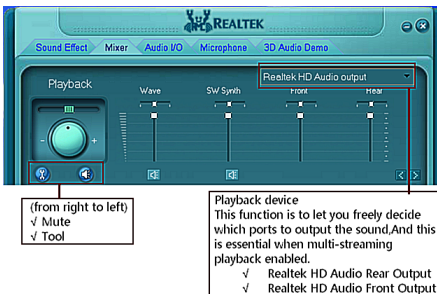 REALTEK
Sound Effect Mixer Audio I/O Microphone 3D Audio Demo
Realtek HD Audio output
Playback
Wave SW Synth Front Rear
- +
(from right to left)
√ Mute
√ Tool
Playback device
This function is to let you freely decide
which ports to output the sound,And this
is essential when multi-streaming
playback enabled.
√ Realtek HD Audio Rear Output
√ Realtek HD Audio Front Output